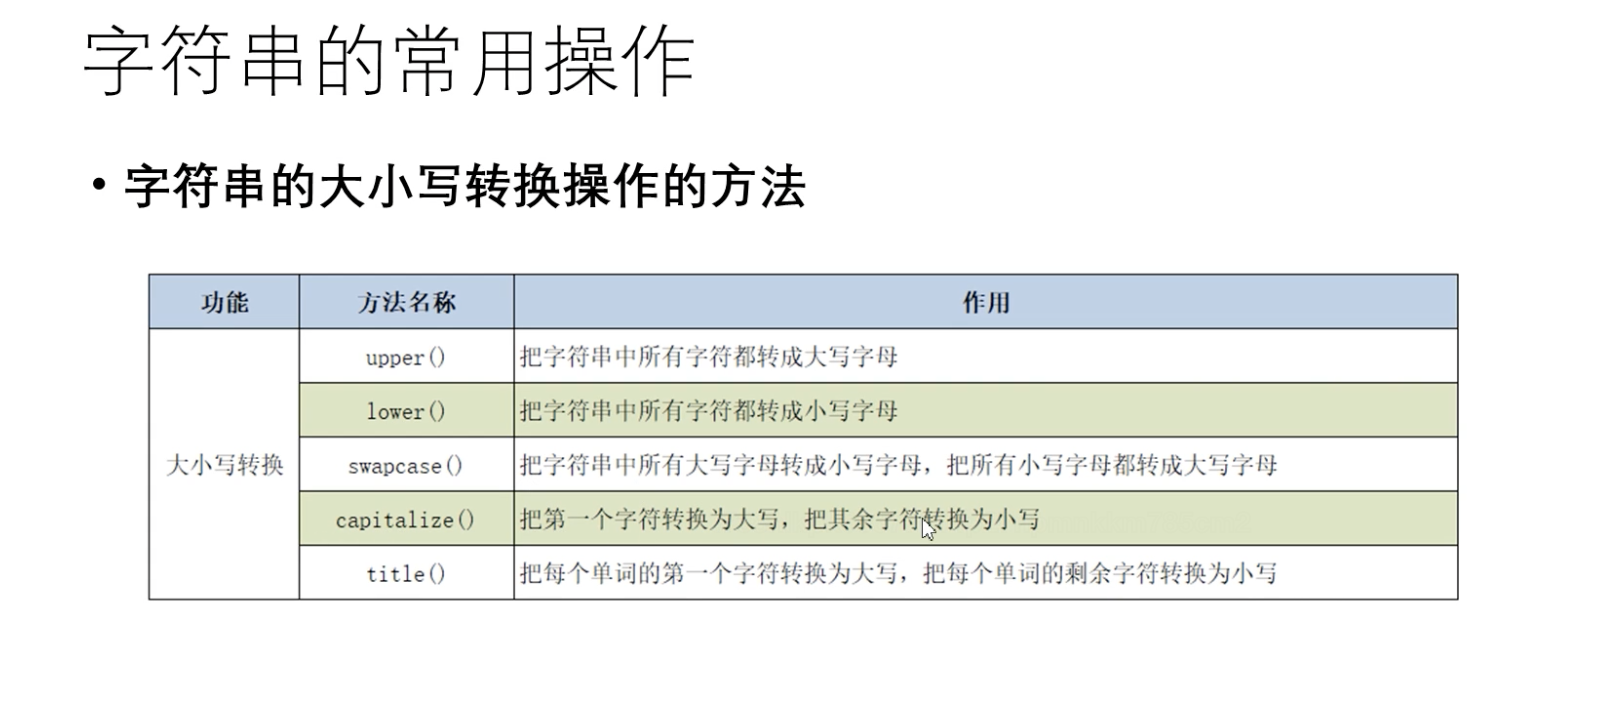 字符串的常用操作
• 字符串的大小写转换操作的方法
功能 方法名称 作用
upper() 把字符串中所有字符都转成大写字母
lower() 把字符串中所有字符都转成小写字母
大小写转换 swapcase() 把字符串中所有大写字母转成小写字母，把所有小写字母都转成大写字母
capitalize() 把第一个字符转换为大写，把其余字符转换为小写
title() 把每个单词的第一个字符转换为大写，把每个单词的剩余字符转换为小写